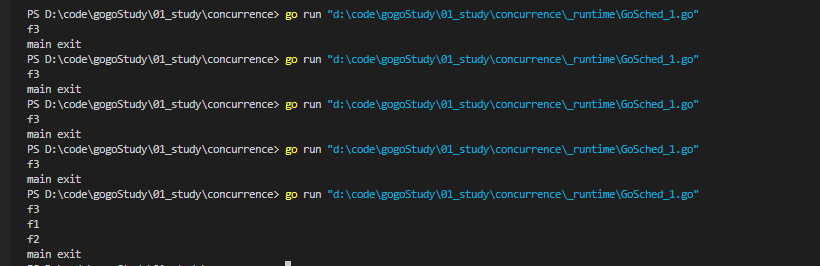 PS D:\code\gogoStudy\01_study\concurrence> go run "d:\code\gogoStudy\01_study\concurrence\_runtime\GoSched_1.go"
f3
main exit
PS D:\code\gogoStudy\01_study\concurrence> go run "d:\code\gogoStudy\01_study\concurrence\_runtime\GoSched_1.go"
f3
main exit
PS D:\code\gogoStudy\01_study\concurrence> go run "d:\code\gogoStudy\01_study\concurrence\_runtime\GoSched_1.go"
f3
main exit
PS D:\code\gogoStudy\01_study\concurrence> go run "d:\code\gogoStudy\01_study\concurrence\_runtime\GoSched_1.go"
f3
main exit
PS D:\code\gogoStudy\01_study\concurrence> go run "d:\code\gogoStudy\01_study\concurrence\_runtime\GoSched_1.go"
f3
f1
f2
main exit